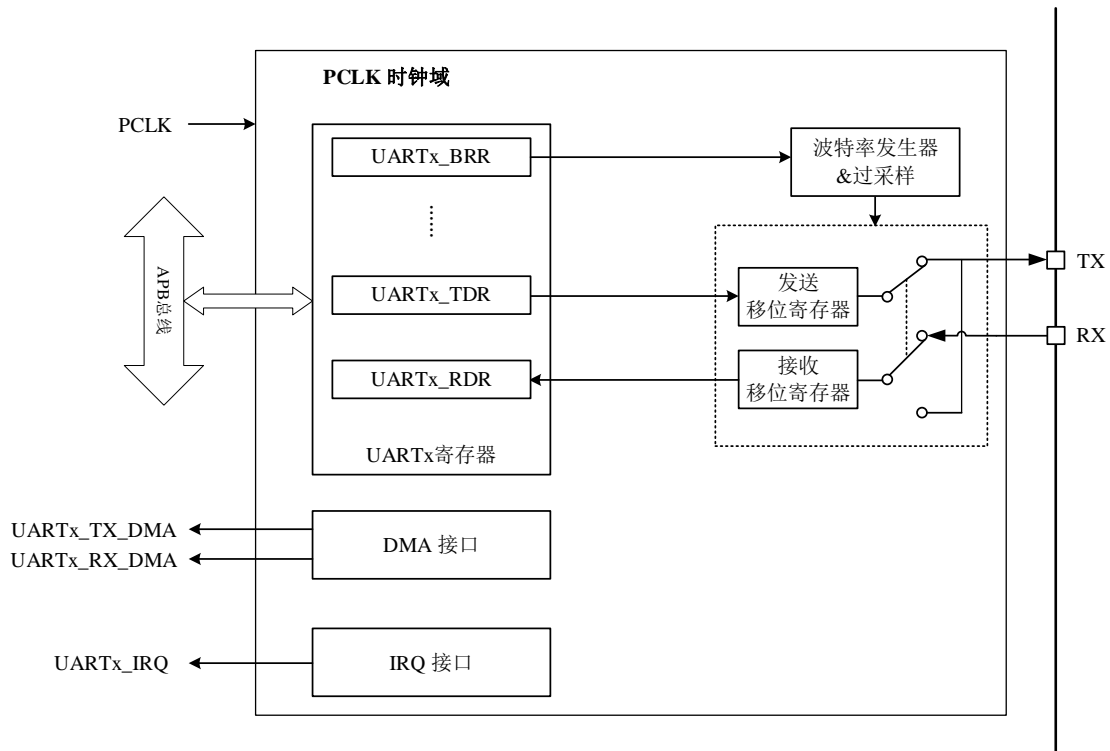 PCLK 时钟域
PCLK
UARTx_BRR
波特率发生器
&过采样
......
APB总线
UARTx_TDR
发送
移位寄存器
TX
RX
UARTx_RDR
接收
移位寄存器
UARTx寄存器
UARTx_TX_DMA
UARTx_RX_DMA
DMA 接口
UARTx_IRQ
IRQ 接口